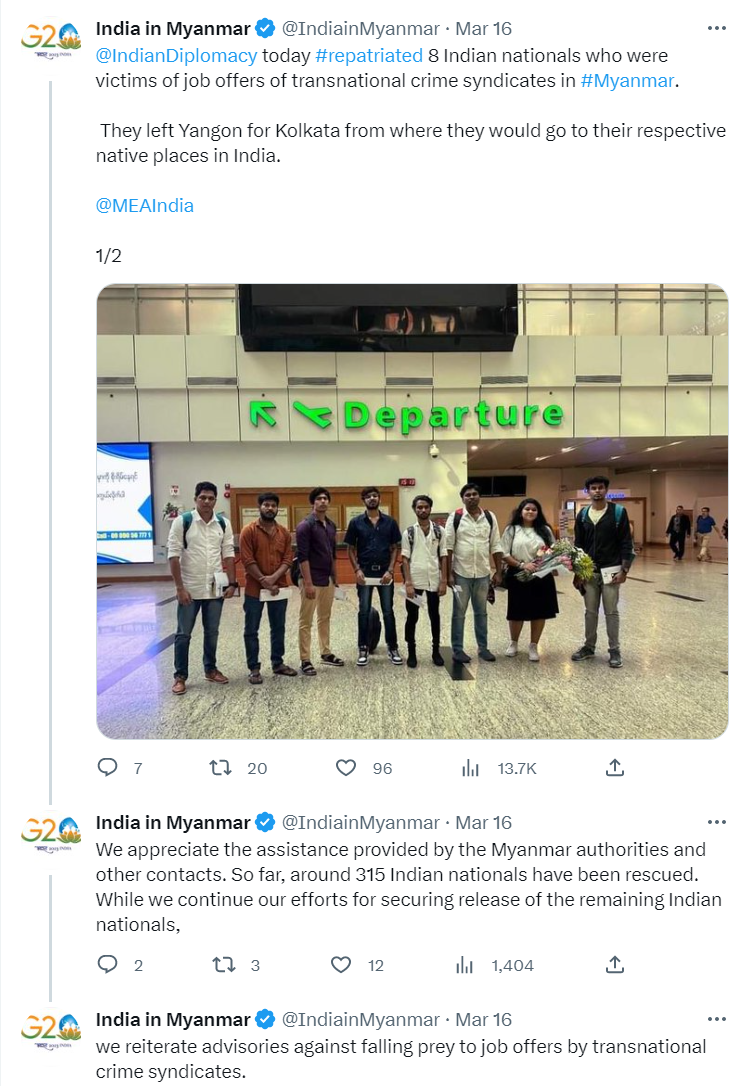 India in Myanmar @IndiainMyanmar · Mar 16
@IndianDiplomacy today #repatriated 8 Indian nationals who were
victims of job offers of transnational crime syndicates in #Myanmar.
They left Yangon for Kolkata from where they would go to their respective
native places in India.
@MEAIndia
1/2
Departure
7 20 96 13.7K
G20
India in Myanmar @IndiainMyanmar · Mar 16
We appreciate the assistance provided by the Myanmar authorities and
other contacts. So far, around 315 Indian nationals have been rescued.
While we continue our efforts for securing release of the remaining Indian
nationals,
2 3 12 1,404
G20
India in Myanmar @IndiainMyanmar · Mar 16
we reiterate advisories against falling prey to job offers by transnational
crime syndicates.